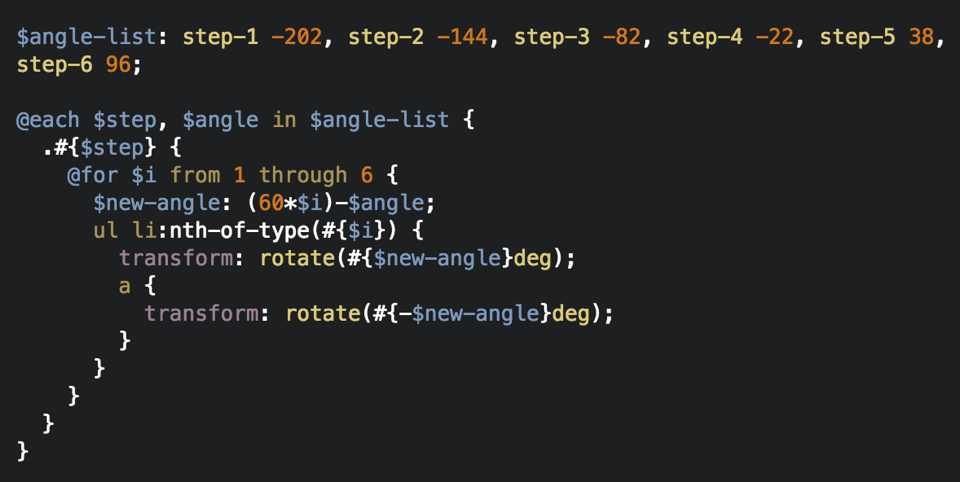 $angle-list: step-1 -202, step-2 -144, step-3 -82, step-4 -22, step-5 38,
step-6 96;
@each $step, $angle in $angle-list {
.#{$step} {
@for $i from 1 through 6 {
$new-angle: (60*$i)-$angle;
ul li:nth-of-type(#{$i}) {
transform: rotate(#{$new-angle}deg);
a {
transform: rotate(#{-$new-angle}deg);
}
}
}
}
}